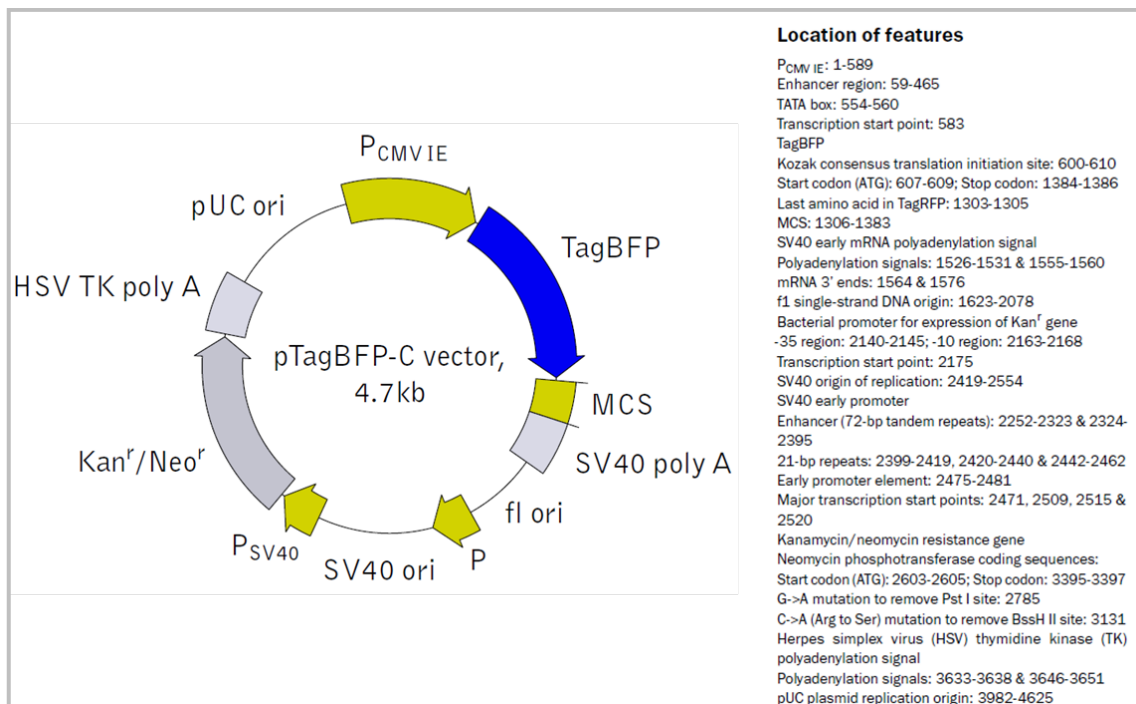 P CMV IE
pUC ori
TagBFP
HSV TK poly A
pTagBFP-C vector,
4.7kb
MCS
Kanʳ/Neoʳ
SV40 poly A
f1 ori
P SV40
SV40 ori
P
Location of features
P CMV IE: 1-589
Enhancer region: 59-465
TATA box: 554-560
Transcription start point: 583
TagBFP
Kozak consensus translation initiation site: 600-610
Start codon (ATG): 607-609; Stop codon: 1384-1386
Last amino acid in TagRFP: 1303-1305
MCS: 1306-1383
SV40 early mRNA polyadenylation signal
Polyadenylation signals: 1526-1531 & 1555-1560
mRNA 3' ends: 1564 & 1576
f1 single-strand DNA origin: 1623-2078
Bacterial promoter for expression of Kanʳ gene
-35 region: 2140-2145; -10 region: 2163-2168
Transcription start point: 2175
SV40 origin of replication: 2419-2554
SV40 early promoter
Enhancer (72-bp tandem repeats): 2252-2323 & 2324-
2395
21-bp repeats: 2399-2419, 2420-2440 & 2442-2462
Early promoter element: 2475-2481
Major transcription start points: 2471, 2509, 2515 &
2520
Kanamycin/neomycin resistance gene
Neomycin phosphotransferase coding sequences:
Start codon (ATG): 2603-2605; Stop codon: 3395-3397
G->A mutation to remove Pst I site: 2785
C->A (Arg to Ser) mutation to remove BssH II site: 3131
Herpes simplex virus (HSV) thymidine kinase (TK)
polyadenylation signal
Polyadenylation signals: 3633-3638 & 3646-3651
pUC plasmid replication origin: 3982-4625